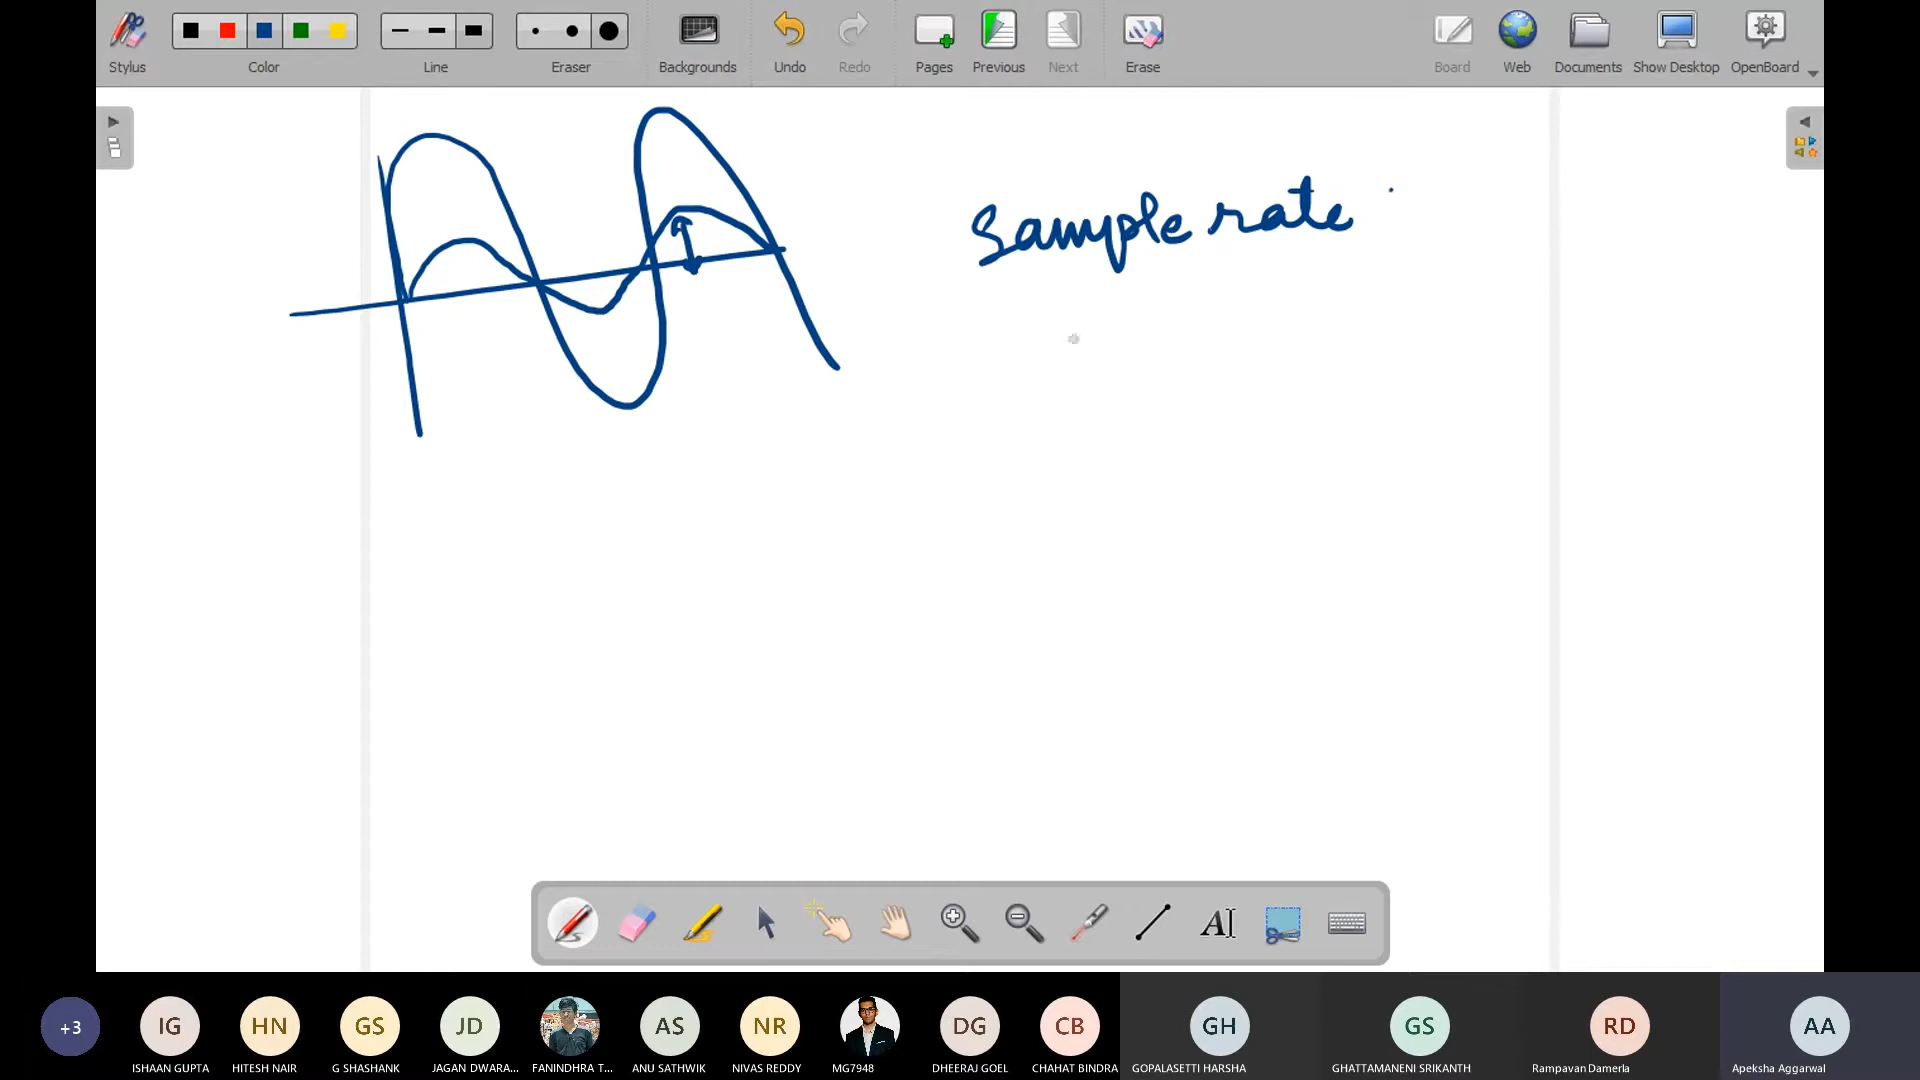 Stylus
Color
Line
Eraser
Backgrounds
Undo
Redo
Pages
Previous
Next
Erase
Board
Web
Documents
Show Desktop
OpenBoard
Sample rate
AI
+3
IG
HN
GS
JD
AS
NR
DG
CB
GH
GS
RD
AA
ISHAAN GUPTA
HITESH NAIR
G SHASHANK
JAGAN DWARA...
FANINDHRA T...
ANU SATHWIK
NIVAS REDDY
MG7948
DHEERAJ GOEL
CHAHAT BINDRA
GOPALASETTI HARSHA
GHATTAMANENI SRIKANTH
Rampavan Damerla
Apeksha Aggarwal